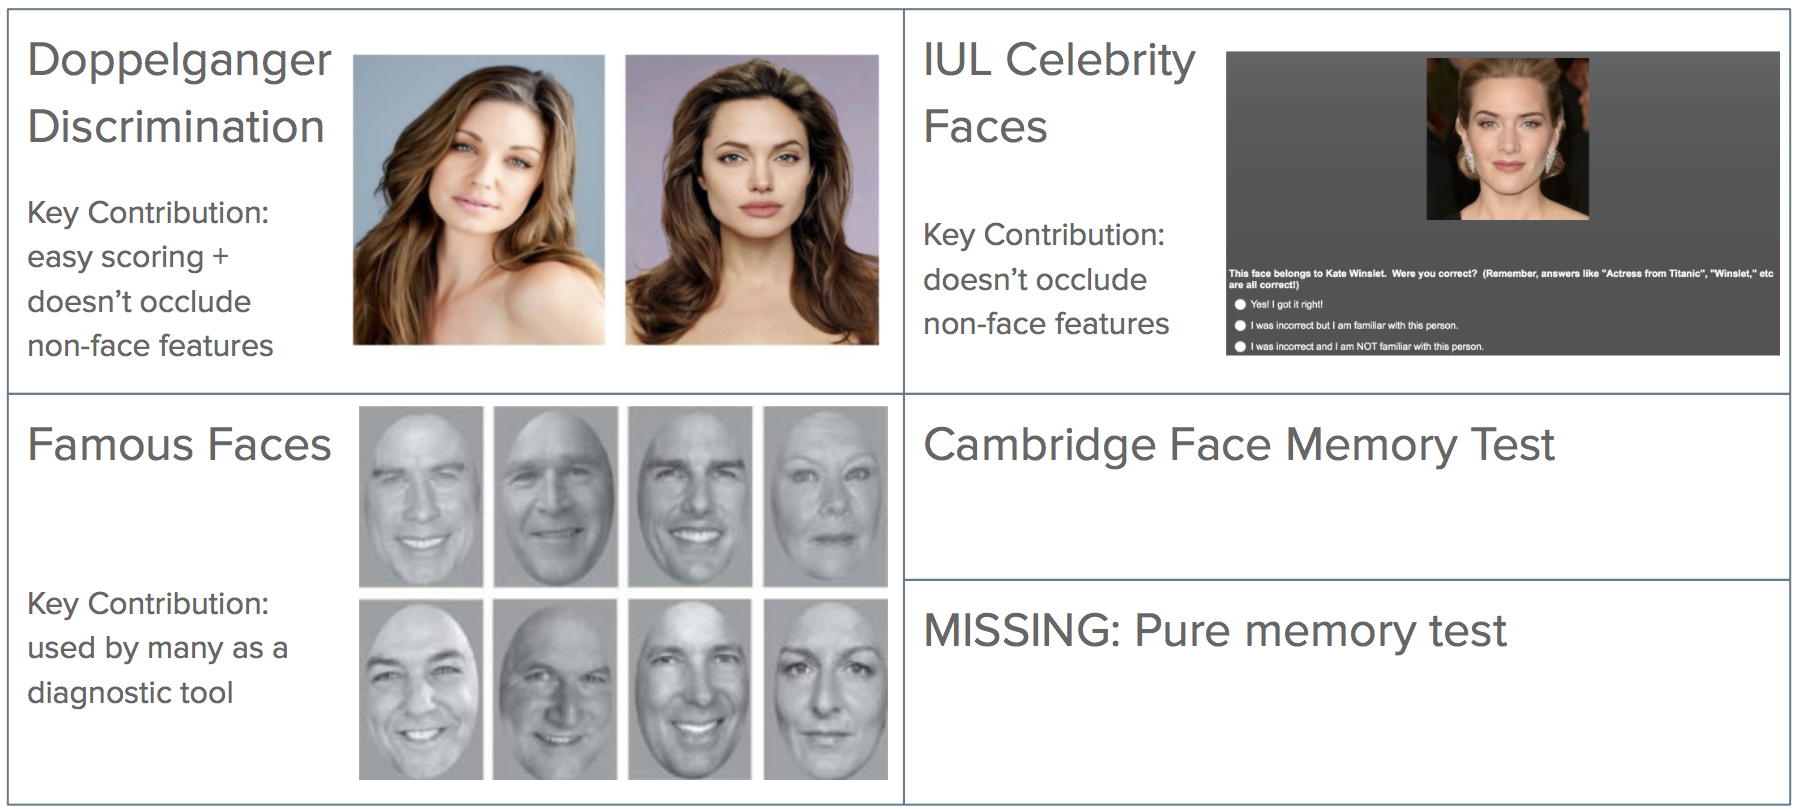 Doppelganger
Discrimination
Key Contribution:
easy scoring +
doesn’t occlude
non-face features
IUL Celebrity
Faces
Key Contribution:
doesn’t occlude
non-face features
This face belongs to Kate Winslet. Were you correct? (Remember, answers like "Actress from Titanic", "Winslet," etc
are all correct!)
Yes! I got it right!
I was incorrect but I am familiar with this person.
I was incorrect and I am NOT familiar with this person.
Famous Faces
Key Contribution:
used by many as a
diagnostic tool
Cambridge Face Memory Test
MISSING: Pure memory test